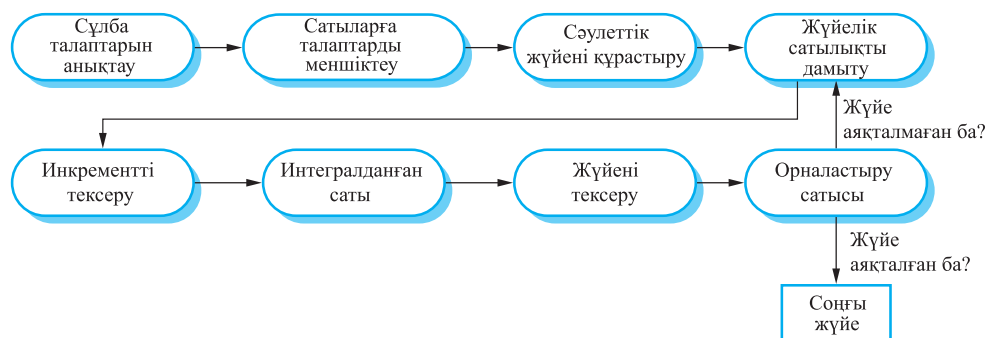 Сұлба
талаптарын
анықтау
Сатыларға
талаптарды
меншіктеу
Сәулеттік
жүйені құрастыру
Жүйелік
сатылықты
дамыту
Жүйе
аяқталмаған ба?
Инкрементті
тексеру
Интегралданған
саты
Жүйені
тексеру
Орналастыру
сатысы
Жүйе
аяқталған ба?
Соңғы
жүйе